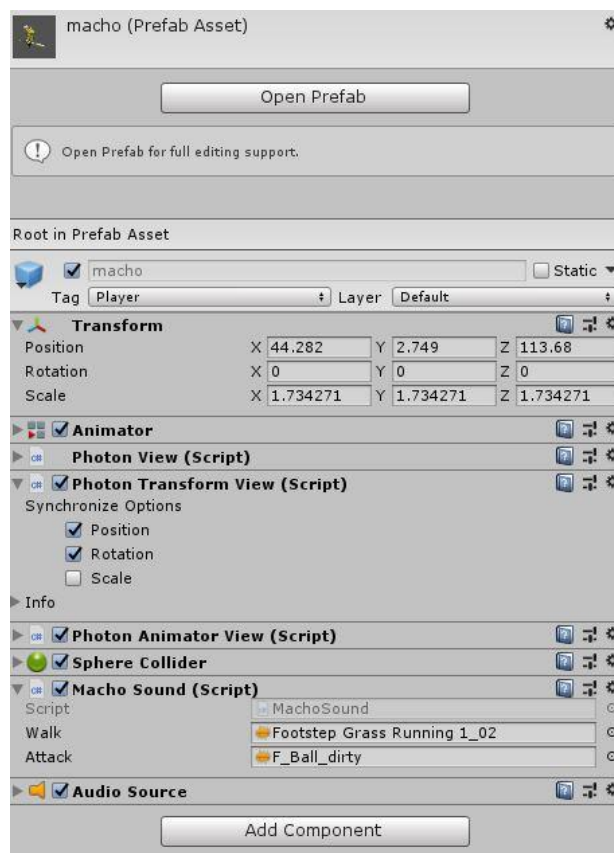 macho (Prefab Asset)
Open Prefab
Open Prefab for full editing support.
Root in Prefab Asset
macho Static
Tag Player Layer Default
Transform
Position X 44.282 Y 2.749 Z 113.68
Rotation X 0 Y 0 Z 0
Scale X 1.734271 Y 1.734271 Z 1.734271
Animator
Photon View (Script)
Photon Transform View (Script)
Synchronize Options
Position
Rotation
Scale
Info
Photon Animator View (Script)
Sphere Collider
Macho Sound (Script)
Script MachoSound
Walk Footstep Grass Running 1_02
Attack F_Ball_dirty
Audio Source
Add Component